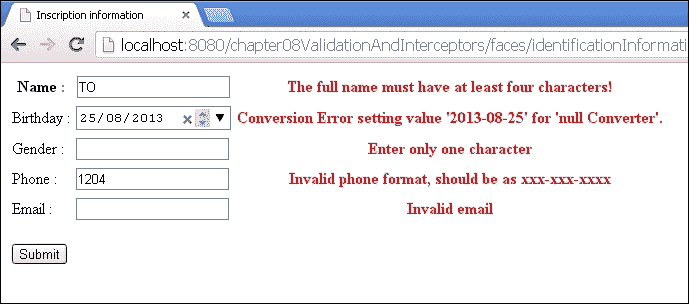 Inscription information
localhost:8080/chapter08ValidationAndInterceptors/faces/identificationInformati
Name : TO The full name must have at least four characters!
Birthday : 25/08/2013 Conversion Error setting value '2013-08-25' for 'null Converter'.
Gender : Enter only one character
Phone : 1204 Invalid phone format, should be as xxx-xxx-xxxx
Email : Invalid email
Submit